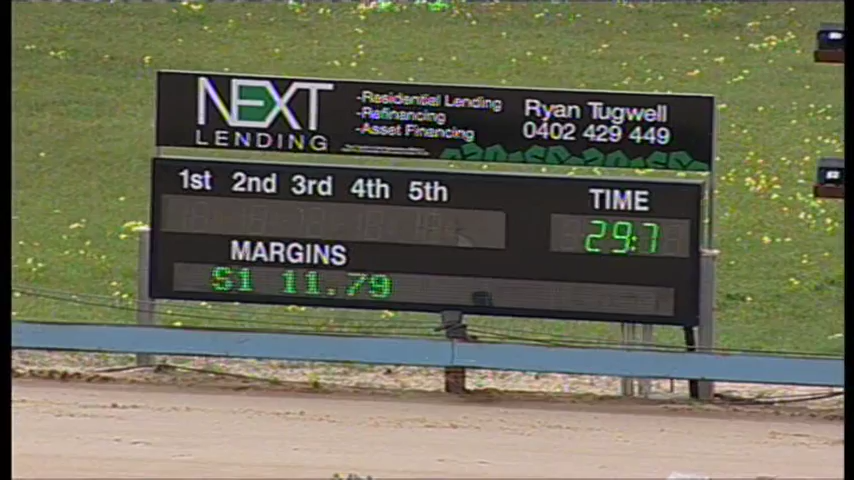 NEXT
LENDING
-Residential Lending
-Refinancing
-Asset Financing
Ryan Tugwell
0402 429 449
1st 2nd 3rd 4th 5th
TIME
29:7
MARGINS
S1 11.79